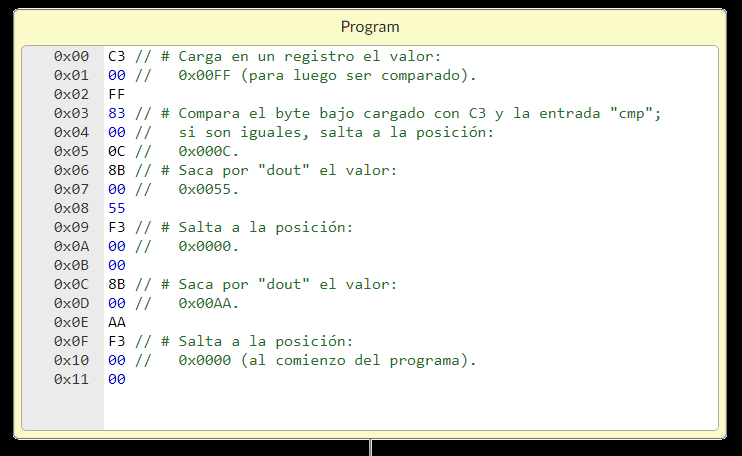 Program
0x00 C3 // # Carga en un registro el valor:
0x01 00 //   0x00FF (para luego ser comparado).
0x02 FF
0x03 83 // # Compara el byte bajo cargado con C3 y la entrada "cmp";
0x04 00 //   si son iguales, salta a la posición:
0x05 0C //   0x000C.
0x06 8B // # Saca por "dout" el valor:
0x07 00 //   0x0055.
0x08 55
0x09 F3 // # Salta a la posición:
0x0A 00 //   0x0000.
0x0B 00
0x0C 8B // # Saca por "dout" el valor:
0x0D 00 //   0x00AA.
0x0E AA
0x0F F3 // # Salta a la posición:
0x10 00 //   0x0000 (al comienzo del programa).
0x11 00